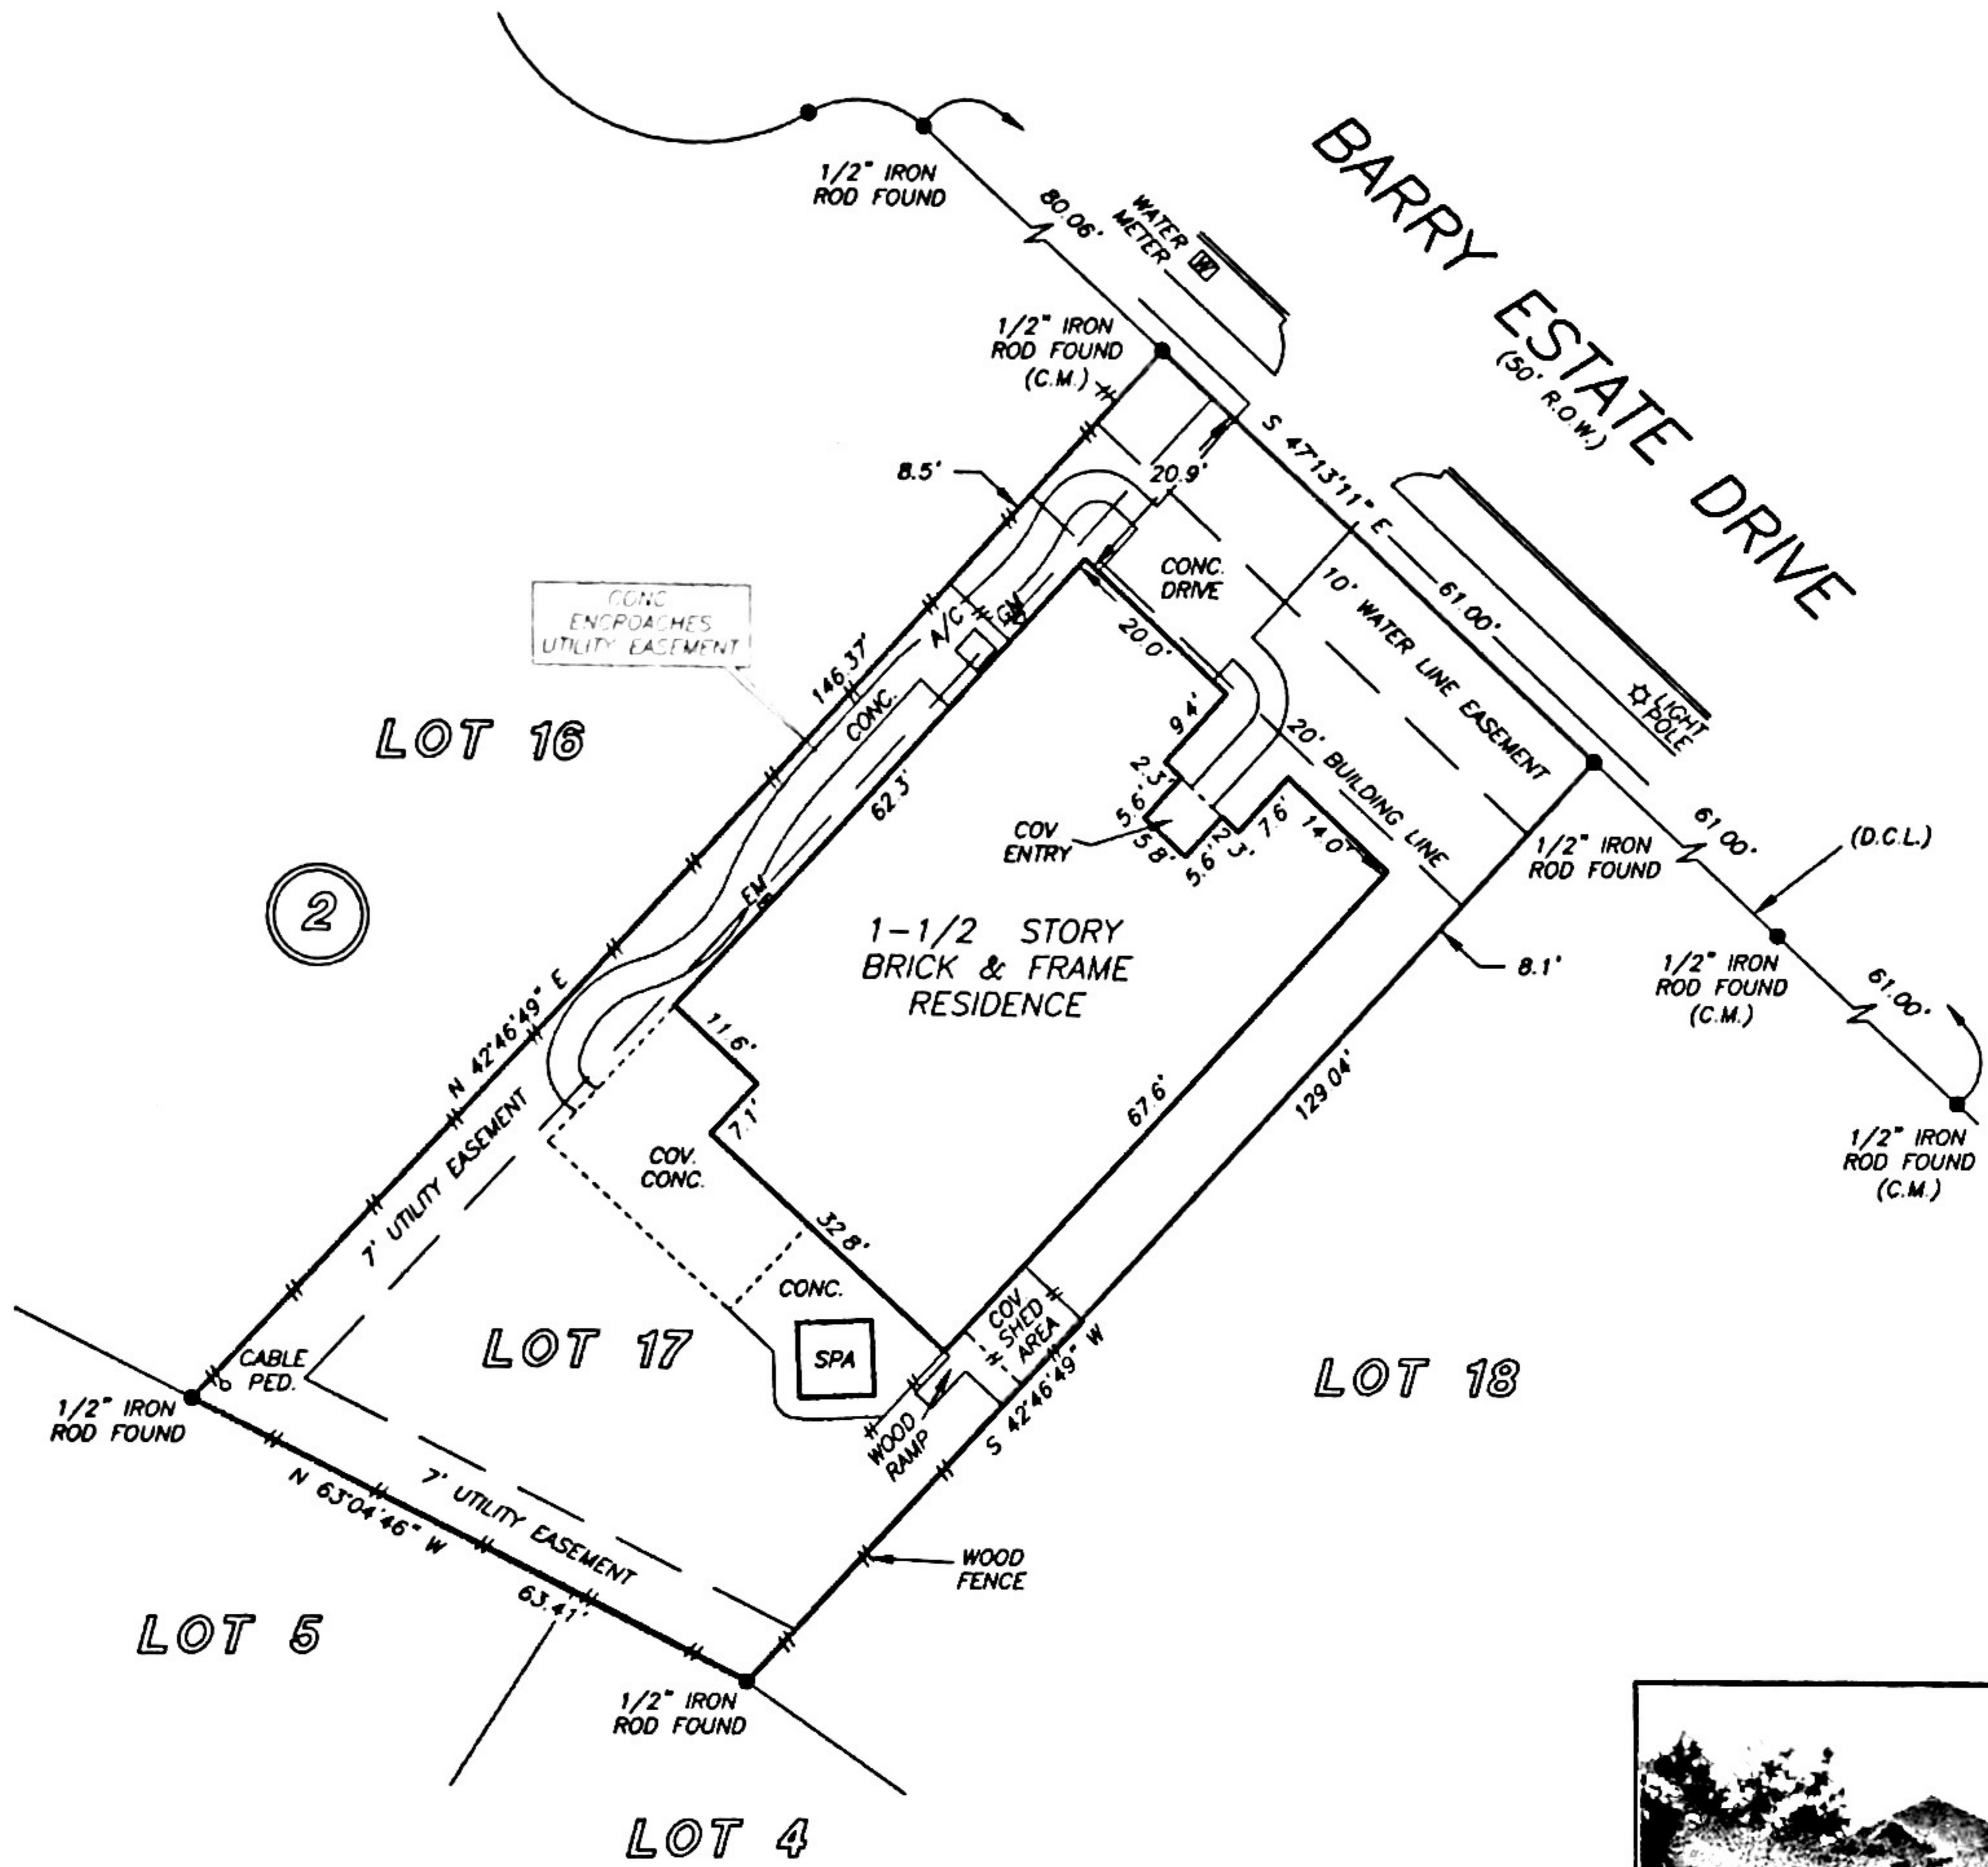 BARRY ESTATE DRIVE
(50' R.O.W.)
1/2" IRON
ROD FOUND
80.06'
WATER
METER
W
1/2" IRON
ROD FOUND
(C.M.)
S 47°13'11" E
61.00'
8.5'
20.9'
CONC.
DRIVE
10' WATER LINE EASEMENT
LIGHT
POLE
CONC
ENCROACHES
UTILITY EASEMENT
A/C
GM
20.0'
146.37'
CONC.
LOT 16
9.4'
20' BUILDING LINE
2.3'
5.6'
5.8'
5.6'
2.3'
7.6'
14.0'
62.3'
COV
ENTRY
1/2" IRON
ROD FOUND
61.00'
(D.C.L.)
2
EM
1-1/2 STORY
BRICK & FRAME
RESIDENCE
8.1'
1/2" IRON
ROD FOUND
(C.M.)
61.00'
N 42°46'49" E
11.6'
7.1'
67.6'
129.04'
1/2" IRON
ROD FOUND
(C.M.)
7' UTILITY EASEMENT
COV.
CONC.
32.8'
CONC.
COV.
SHED
AREA
LOT 17
SPA
S 42°46'49" W
LOT 18
CABLE
PED.
1/2" IRON
ROD FOUND
WOOD
RAMP
N 63°04'46" W
7' UTILITY EASEMENT
63.41'
WOOD
FENCE
LOT 5
1/2" IRON
ROD FOUND
LOT 4